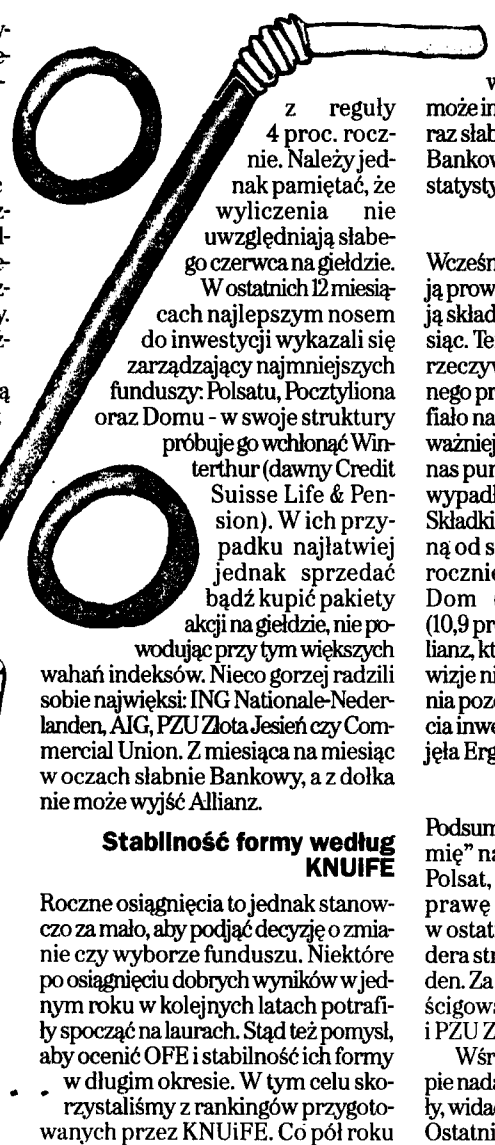 z reguły
4 proc. rocz-
nie. Należy jed-
nak pamiętać, że
wyliczenia nie
uwzględniają słabe-
go czerwca na giełdzie.
W ostatnich 12 miesią-
cach najlepszym nosem
do inwestycji wykazali się
zarządzający najmniejszych
funduszy: Polsatu, Pocztyliona
oraz Domu - w swoje struktury
próbuje go wchłonąć Win-
terthur (dawny Credit
Suisse Life & Pen-
sion). W ich przy-
padku najłatwiej
jednak sprzedać
bądź kupić pakiety
akcji na giełdzie, nie po-
wodując przy tym większych
wahań indeksów. Nieco gorzej radzili
sobie najwięksi: ING Nationale-Neder-
landen, AIG, PZU Złota Jesień czy Com-
mercial Union. Z miesiąca na miesiąc
w oczach słabnie Bankowy, a z dołka
nie może wyjść Allianz.
Stabilność formy według
KNUiFE
Roczne osiągnięcia to jednak stanow-
czo za mało, aby podjąć decyzję o zmia-
nie czy wyborze funduszu. Niektóre
po osiągnięciu dobrych wyników w jed-
nym roku w kolejnych latach potrafi-
ły spocząć na laurach. Stąd też pomysł,
aby ocenić OFE i stabilność ich formy
w długim okresie. W tym celu sko-
rzystaliśmy z rankingów przygoto-
wanych przez KNUiFE. Co pół roku
może in
raz słab
Bankow
statysty
Wcześn
ją prow
ją skład
siąc. Te
rzeczyw
nego pr
fiało na
ważniej
nas pun
wypadł
Składki
ną od s
rocznie
Dom
(10,9 pr
lianz, kt
wizje ni
nia poze
cia inwe
jęła Erg
Podsum
mię" na
Polsat,
prawę
w ostat
dera str
den. Za
ścigowa
i PZU Z
Wśr
pie nada
ły, widać
Ostatni